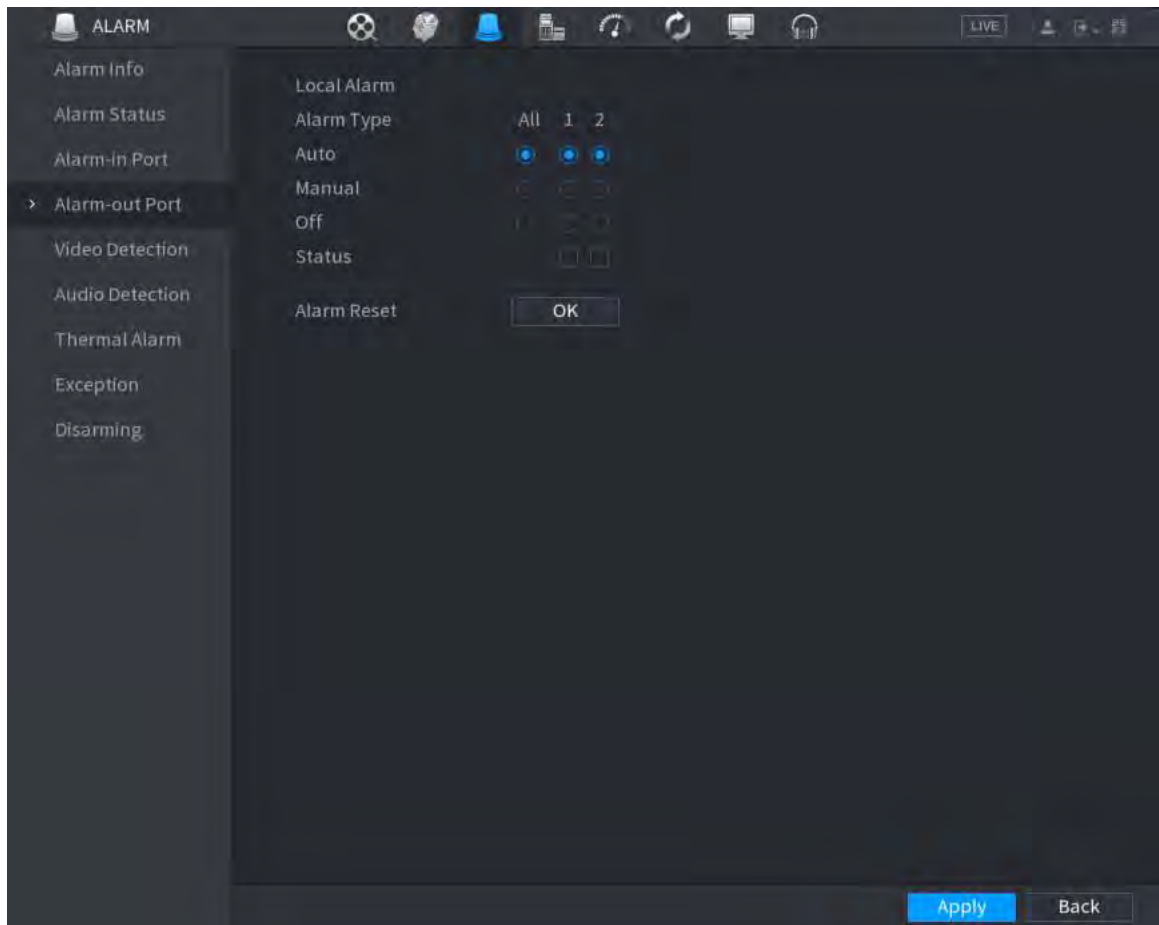 ALARM
LIVE
Alarm Info
Alarm Status
Alarm-in Port
> Alarm-out Port
Video Detection
Audio Detection
Thermal Alarm
Exception
Disarming
Local Alarm
Alarm Type All 1 2
Auto
Manual
Off
Status
Alarm Reset OK
Apply Back